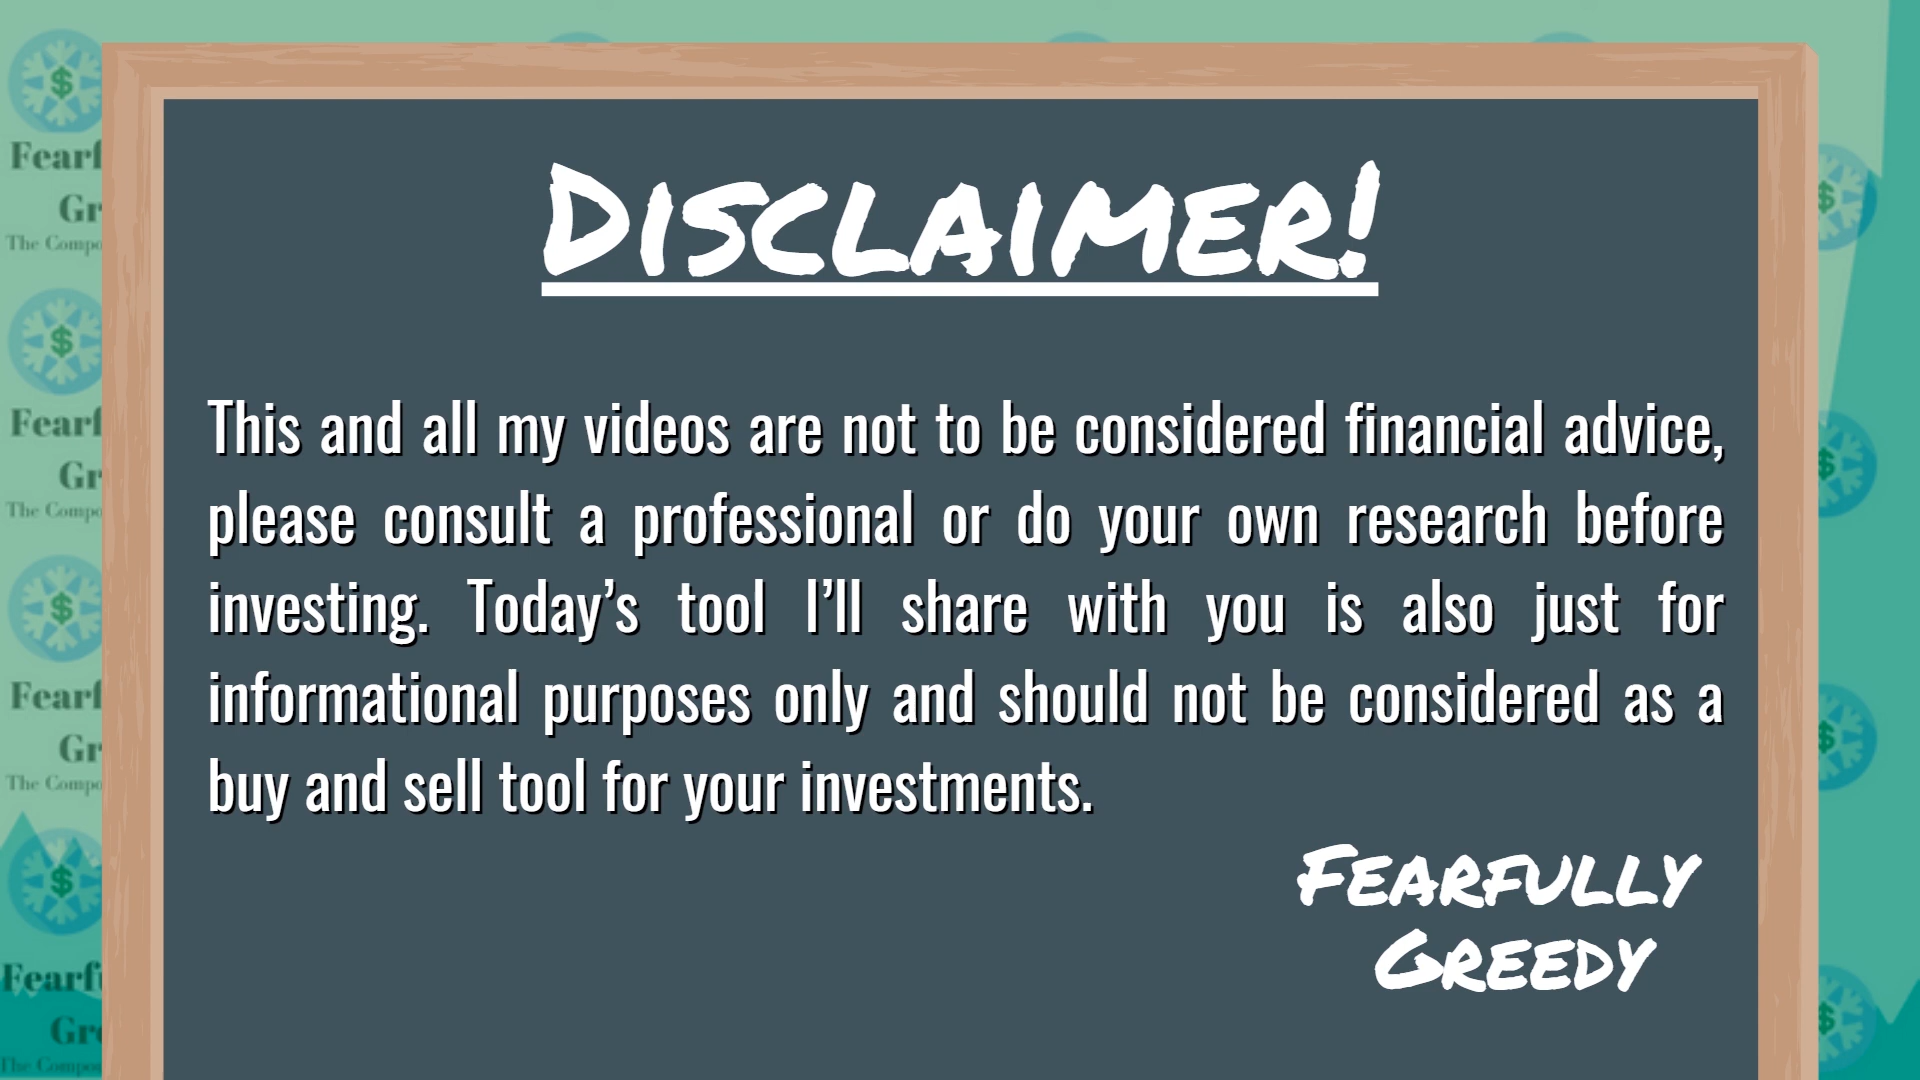 Disclaimer!
This and all my videos are not to be considered financial advice,
please consult a professional or do your own research before
investing. Today’s tool I’ll share with you is also just for
informational purposes only and should not be considered as a
buy and sell tool for your investments.
Fearfully
Greedy